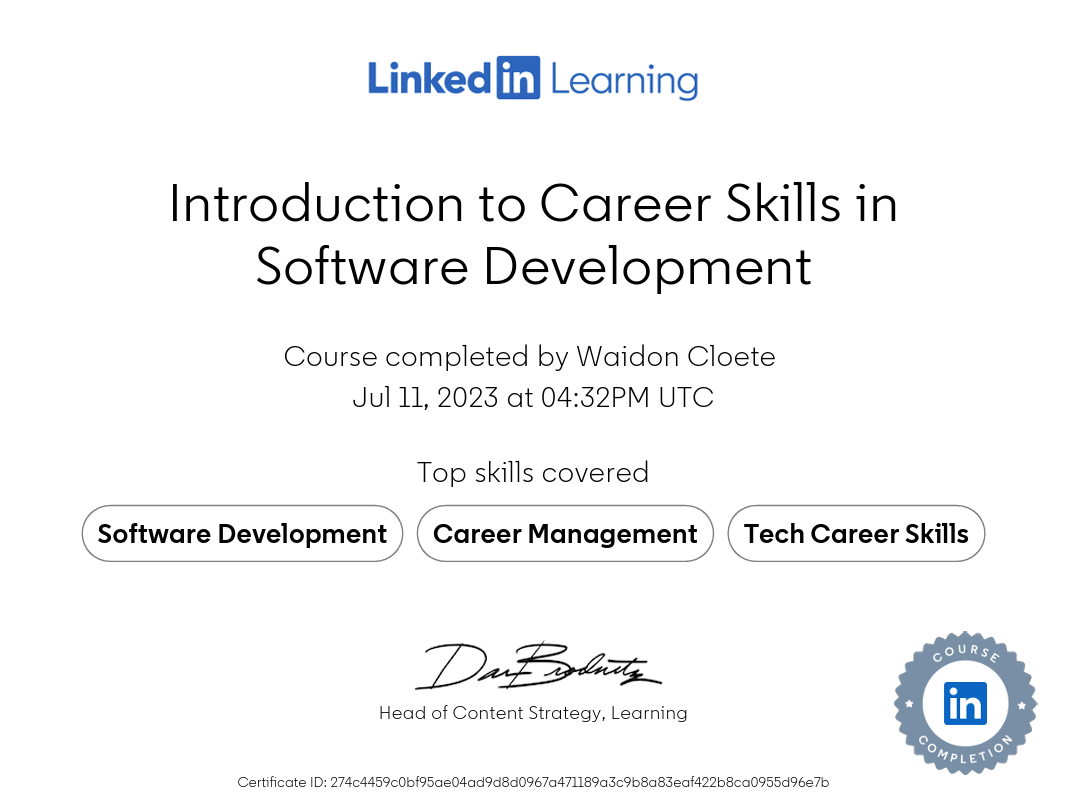 Linkedin Learning
Introduction to Career Skills in
Software Development
Course completed by Waidon Cloete
Jul 11, 2023 at 04:32PM UTC
Top skills covered
Software Development Career Management Tech Career Skills
Dan Brodnitz
Head of Content Strategy, Learning
COURSE
in
COMPLETION
Certificate ID: 274c4459c0bf95ae04ad9d8d0967a471189a3c9b8a83eaf422b8ca0955d96e7b